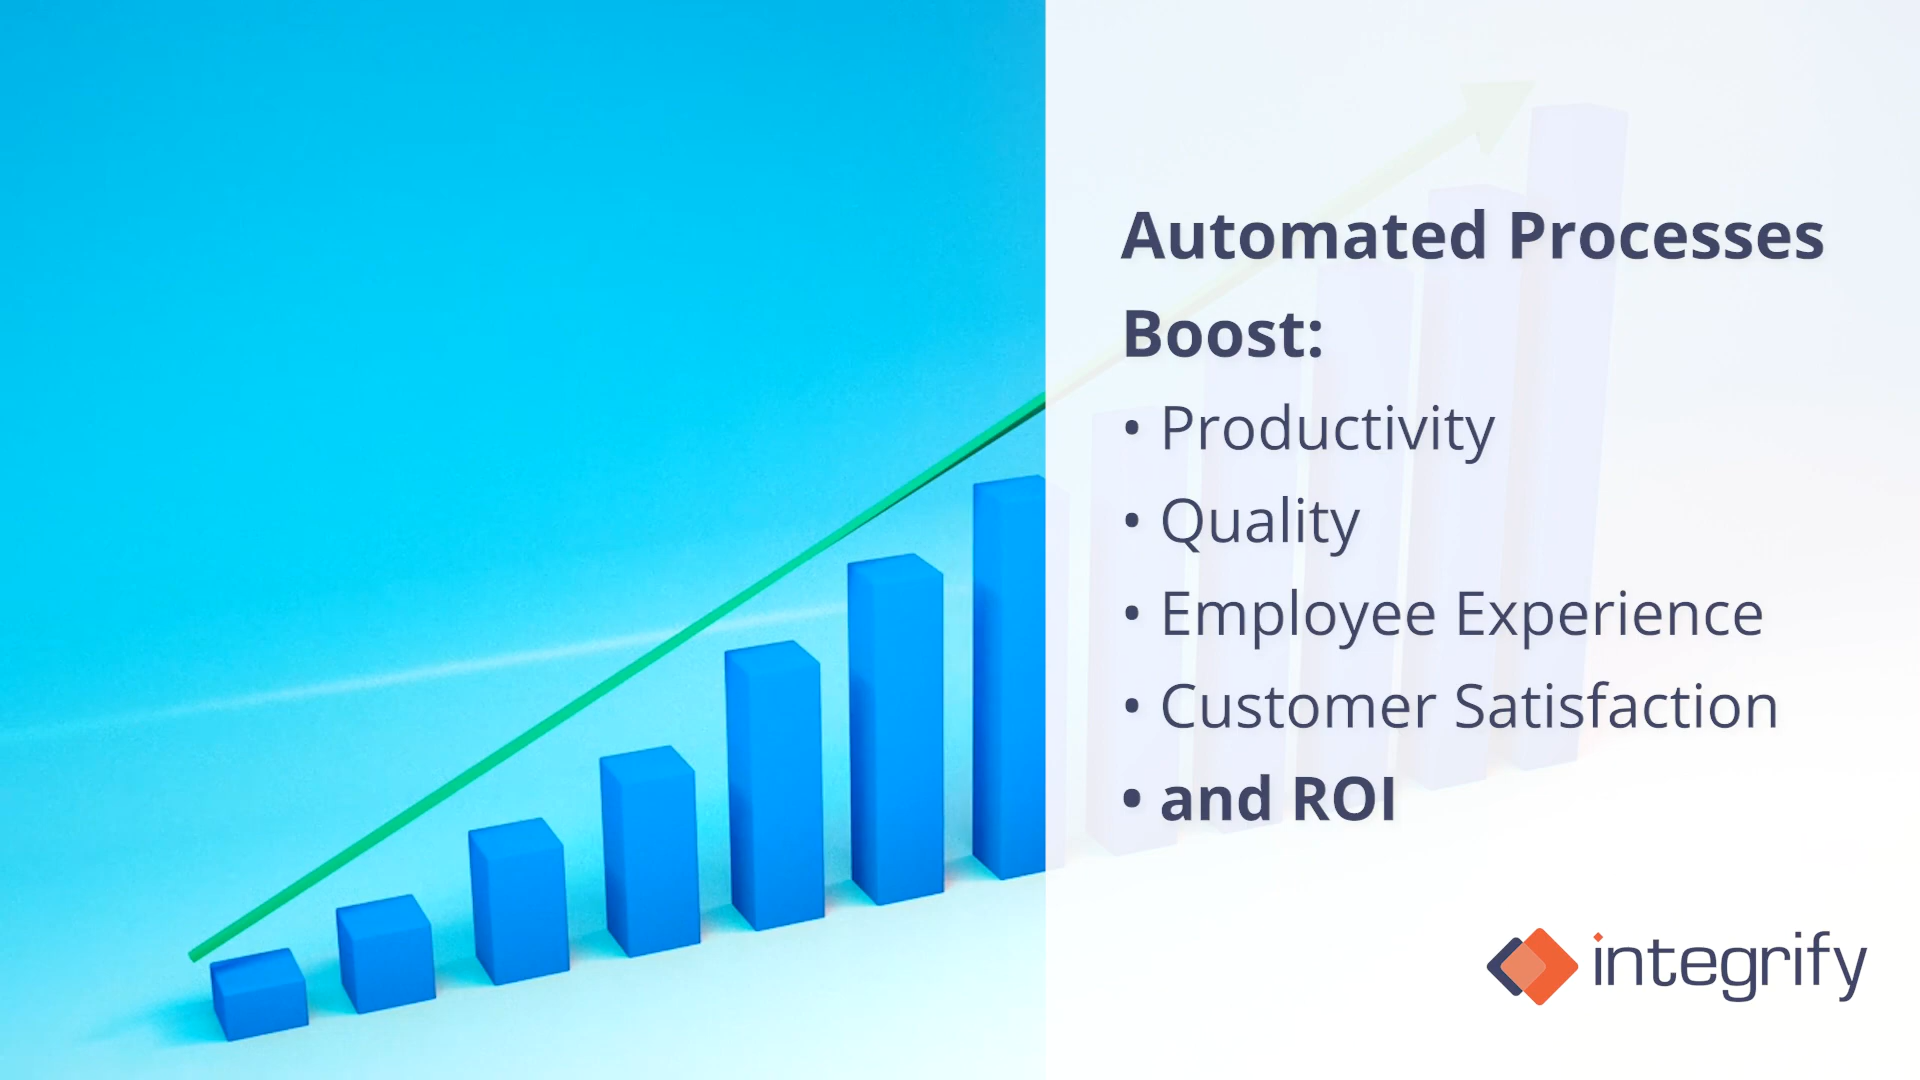 Automated Processes
Boost:
• Productivity
• Quality
• Employee Experience
• Customer Satisfaction
• and ROI
integrify